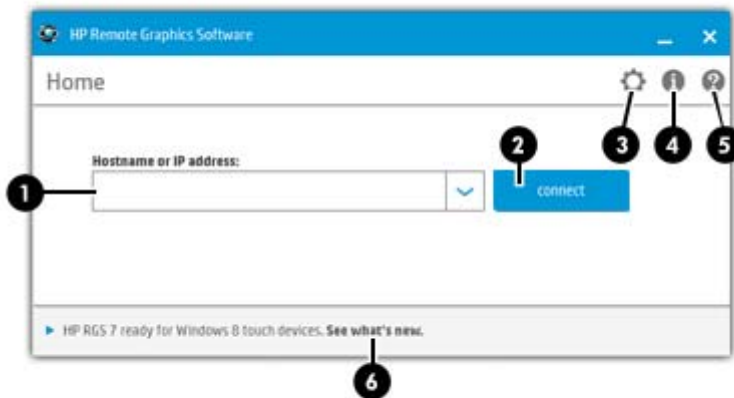 HP Remote Graphics Software
Home
3 4 5
2
Hostname or IP address:
1
connect
HP RGS 7 ready for Windows 8 touch devices. See what's new.
6